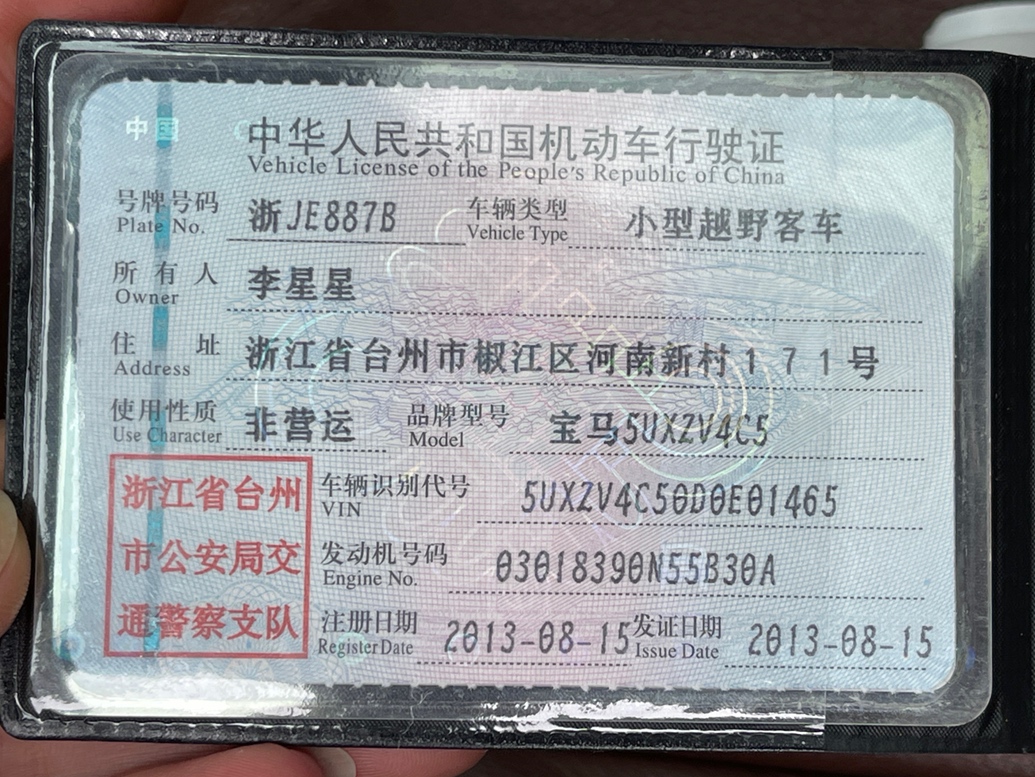 中国
中华人民共和国机动车行驶证
Vehicle License of the People's Republic of China
号牌号码 浙JE887B 车辆类型 小型越野客车
Plate No. Vehicle Type
所有人 李星星
Owner
住址 浙江省台州市椒江区河南新村171号
Address
使用性质 非营运 品牌型号 宝马5UXZV4C5
Use Character Model
浙江省台州
市公安局交
通警察支队
车辆识别代号 5UXZV4C50D0E01465
VIN
发动机号码 03018390N55B30A
Engine No.
注册日期 2013-08-15 发证日期 2013-08-15
Register Date Issue Date